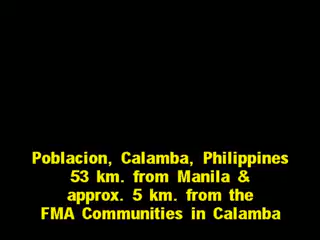 Poblacion, Calamba, Philippines
53 km. from Manila &
approx. 5 km. from the
FMA Communities in Calamba